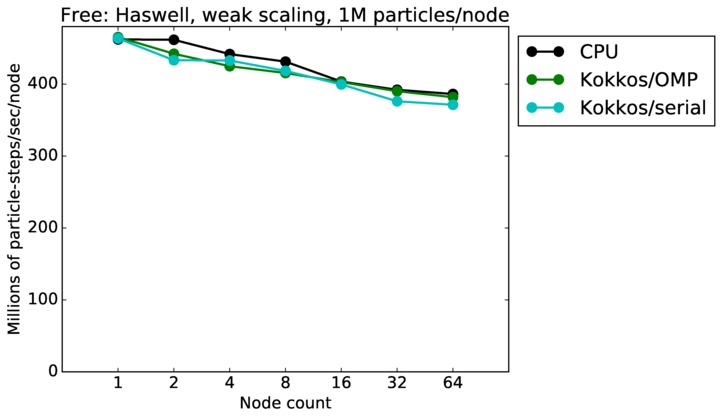 Free: Haswell, weak scaling, 1M particles/node
CPU
Kokkos/OMP
Kokkos/serial
Millions of particle-steps/sec/node
400
300
200
100
0
1 2 4 8 16 32 64
Node count